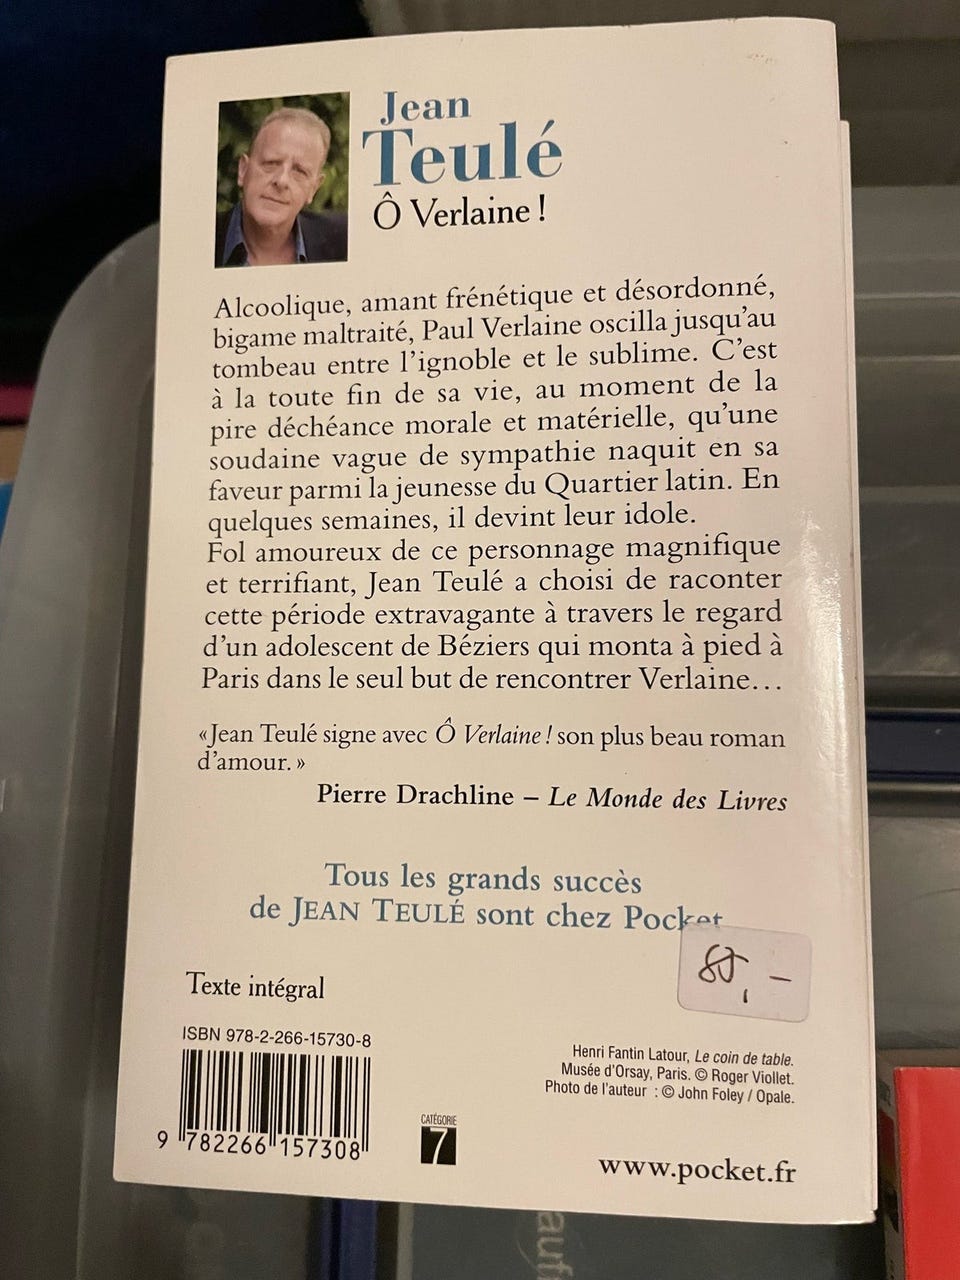 Jean
Teulé
Ô Verlaine !
Alcoolique, amant frénétique et désordonné,
bigame maltraité, Paul Verlaine oscilla jusqu'au
tombeau entre l'ignoble et le sublime. C'est
à la toute fin de sa vie, au moment de la
pire déchéance morale et matérielle, qu'une
soudaine vague de sympathie naquit en sa
faveur parmi la jeunesse du Quartier latin. En
quelques semaines, il devint leur idole.
Fol amoureux de ce personnage magnifique
et terrifiant, Jean Teulé a choisi de raconter
cette période extravagante à travers le regard
d'un adolescent de Béziers qui monta à pied à
Paris dans le seul but de rencontrer Verlaine…
« Jean Teulé signe avec Ô Verlaine ! son plus beau roman
d'amour. »
Pierre Drachline – Le Monde des Livres
Tous les grands succès
de JEAN TEULÉ sont chez Pocket
Texte intégral
ISBN 978-2-266-15730-8
9 782266 157308
CATÉGORIE
7
Henri Fantin Latour, Le coin de table.
Musée d'Orsay, Paris. © Roger Viollet.
Photo de l'auteur : © John Foley / Opale.
www.pocket.fr